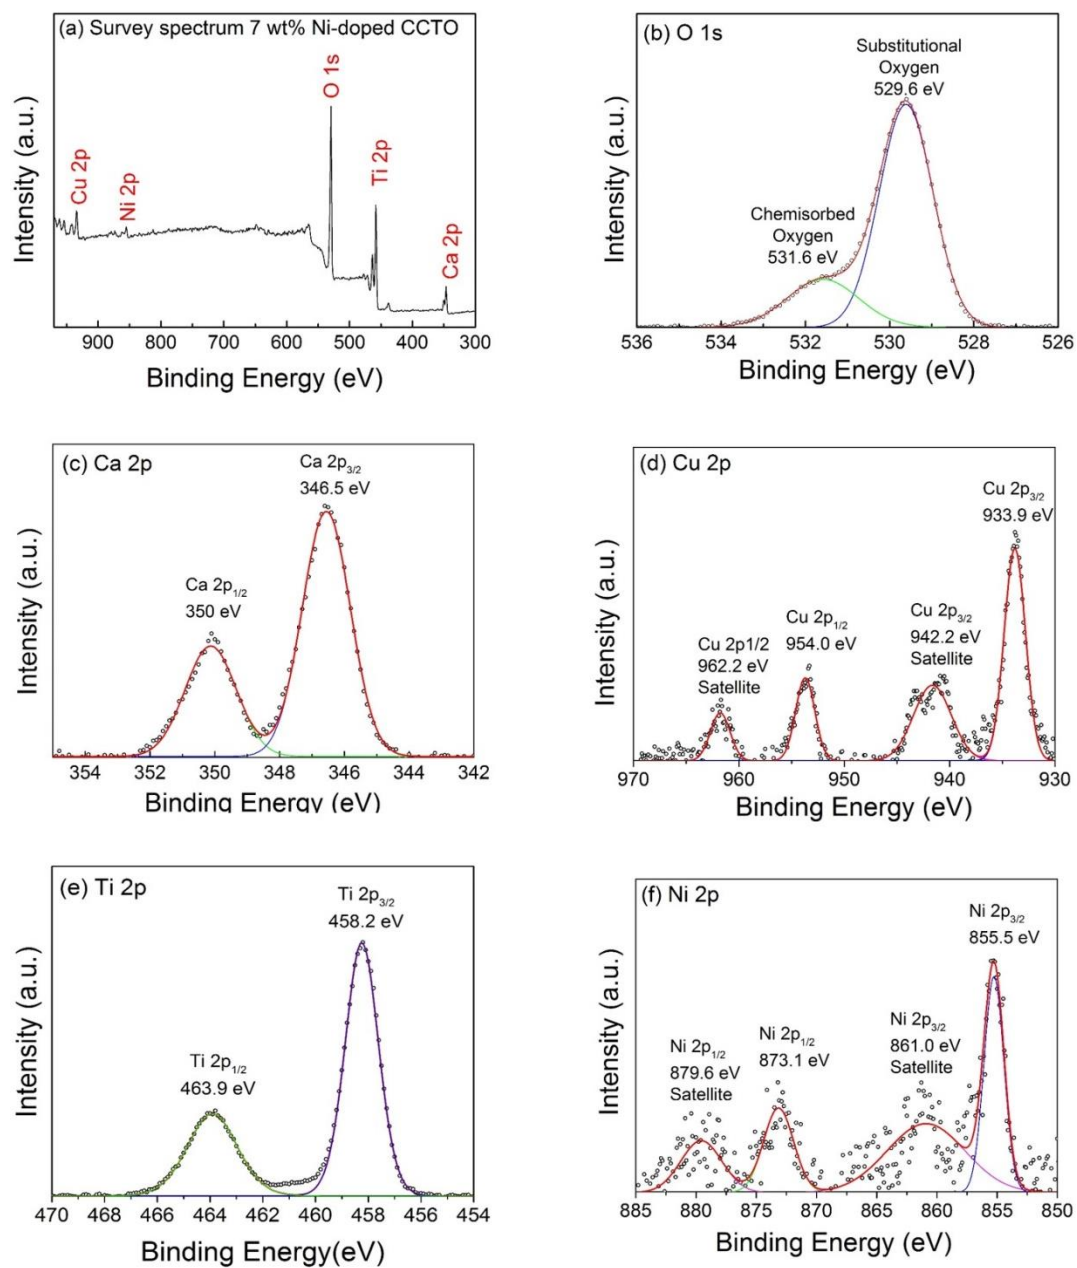 (a) Survey spectrum 7 wt% Ni-doped CCTO
Intensity (a.u.)
Cu 2p
Ni 2p
O 1s
Ti 2p
Ca 2p
900 800 700 600 500 400 300
Binding Energy (eV)
(b) O 1s
Intensity (a.u.)
Substitutional
Oxygen
529.6 eV
Chemisorbed
Oxygen
531.6 eV
536 534 532 530 528 526
Binding Energy (eV)
(c) Ca 2p
Intensity (a.u.)
Ca 2p3/2
346.5 eV
Ca 2p1/2
350 eV
354 352 350 348 346 344 342
Binding Energy (eV)
(d) Cu 2p
Intensity (a.u.)
Cu 2p3/2
933.9 eV
Cu 2p1/2
954.0 eV
Cu 2p3/2
942.2 eV
Satellite
Cu 2p1/2
962.2 eV
Satellite
970 960 950 940 930
Binding Energy (eV)
(e) Ti 2p
Intensity (a.u.)
Ti 2p3/2
458.2 eV
Ti 2p1/2
463.9 eV
470 468 466 464 462 460 458 456 454
Binding Energy(eV)
(f) Ni 2p
Intensity (a.u.)
Ni 2p3/2
855.5 eV
Ni 2p1/2
879.6 eV
Satellite
Ni 2p1/2
873.1 eV
Ni 2p3/2
861.0 eV
Satellite
885 880 875 870 865 860 855 850
Binding Energy (eV)